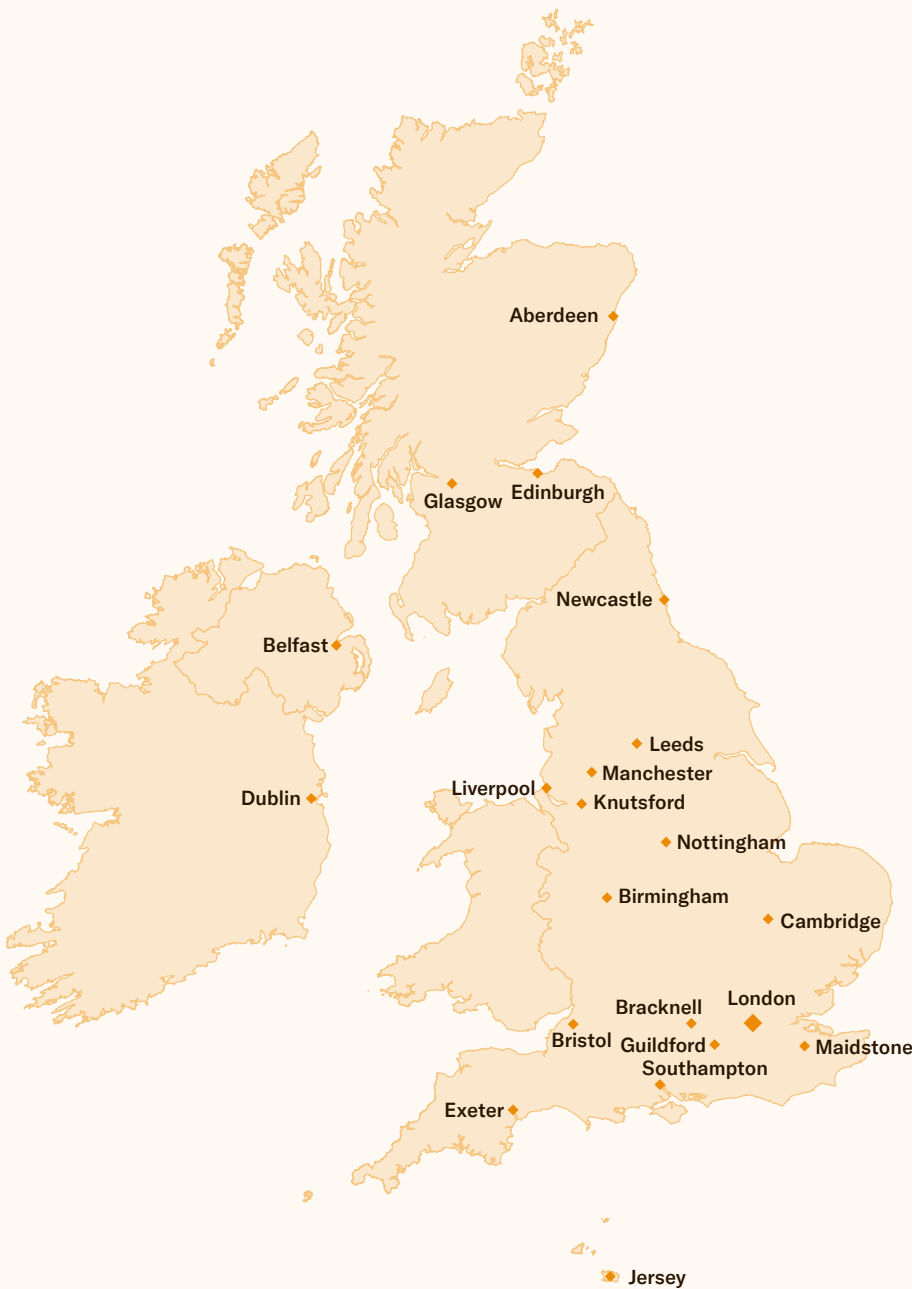 Aberdeen
Edinburgh
Glasgow
Newcastle
Belfast
Leeds
Manchester
Liverpool
Dublin
Knutsford
Nottingham
Birmingham
Cambridge
London
Bracknell
Bristol
Guildford
Maidstone
Southampton
Exeter
Jersey